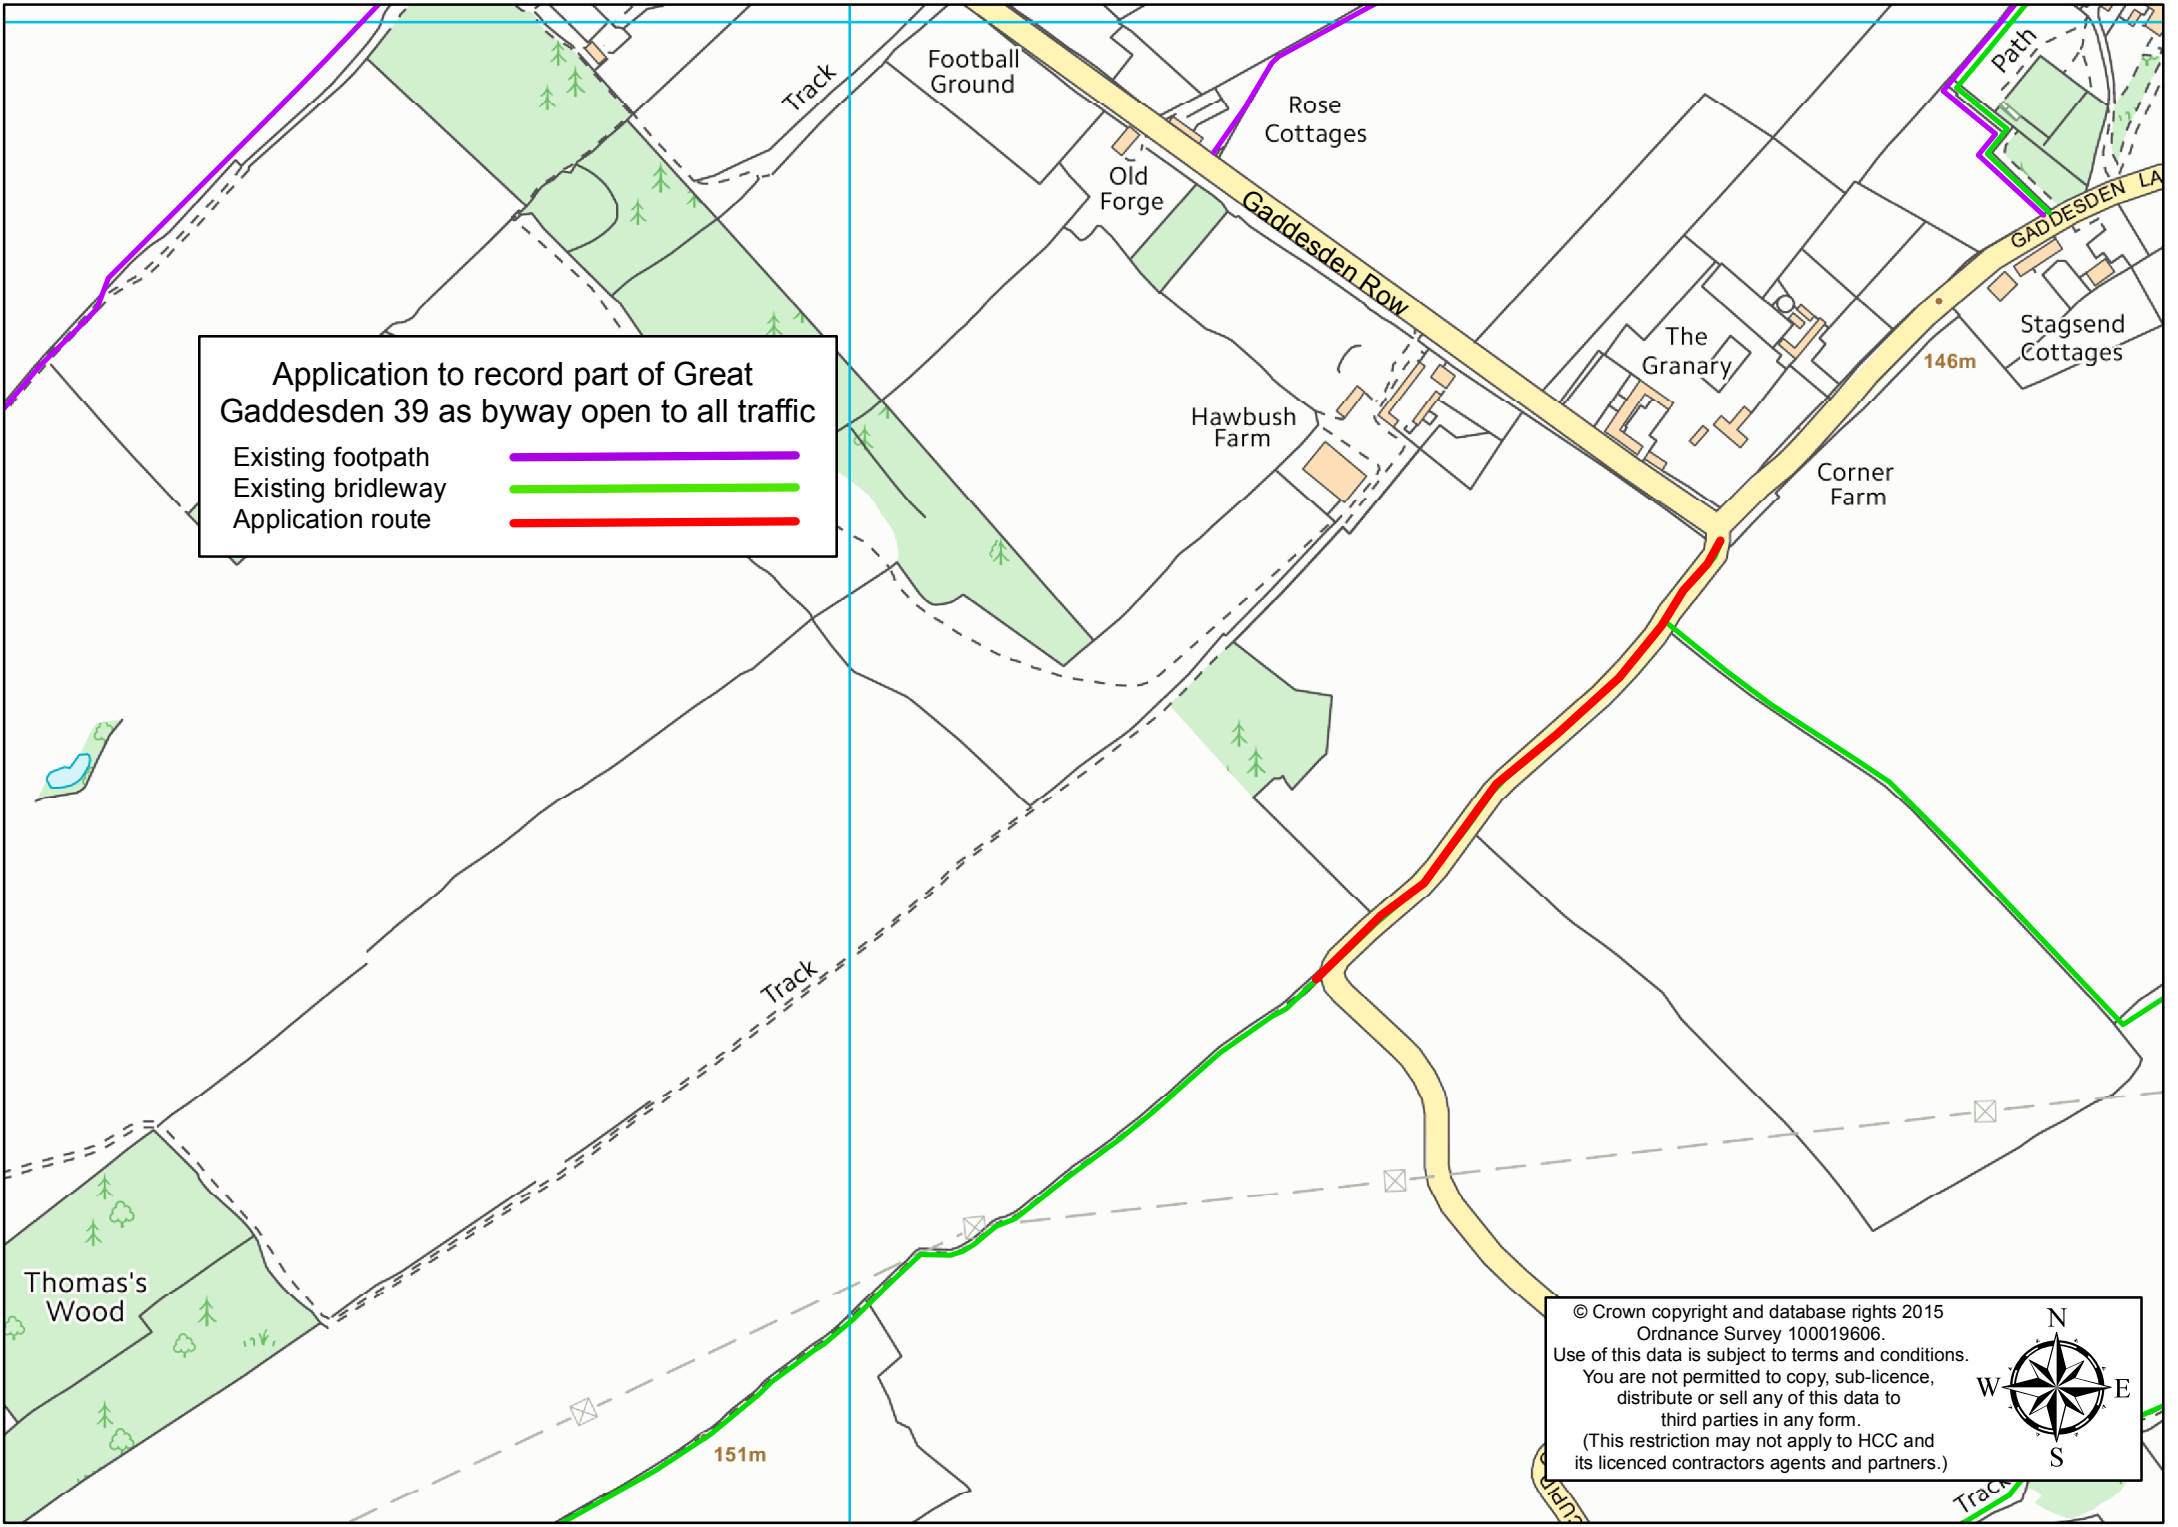 Path
Football
Ground
Track
Rose
Cottages
Old
Forge
GADDESDEN LA
Gaddesden Row
Stagsend
Cottages
The
Granary
146m
Application to record part of Great
Gaddesden 39 as byway open to all traffic
Existing footpath
Existing bridleway
Application route
Hawbush
Farm
Corner
Farm
Track
Thomas's
Wood
151m
© Crown copyright and database rights 2015
Ordnance Survey 100019606.
Use of this data is subject to terms and conditions.
You are not permitted to copy, sub-licence,
distribute or sell any of this data to
third parties in any form.
(This restriction may not apply to HCC and
its licenced contractors agents and partners.)
N
W
E
S
Track